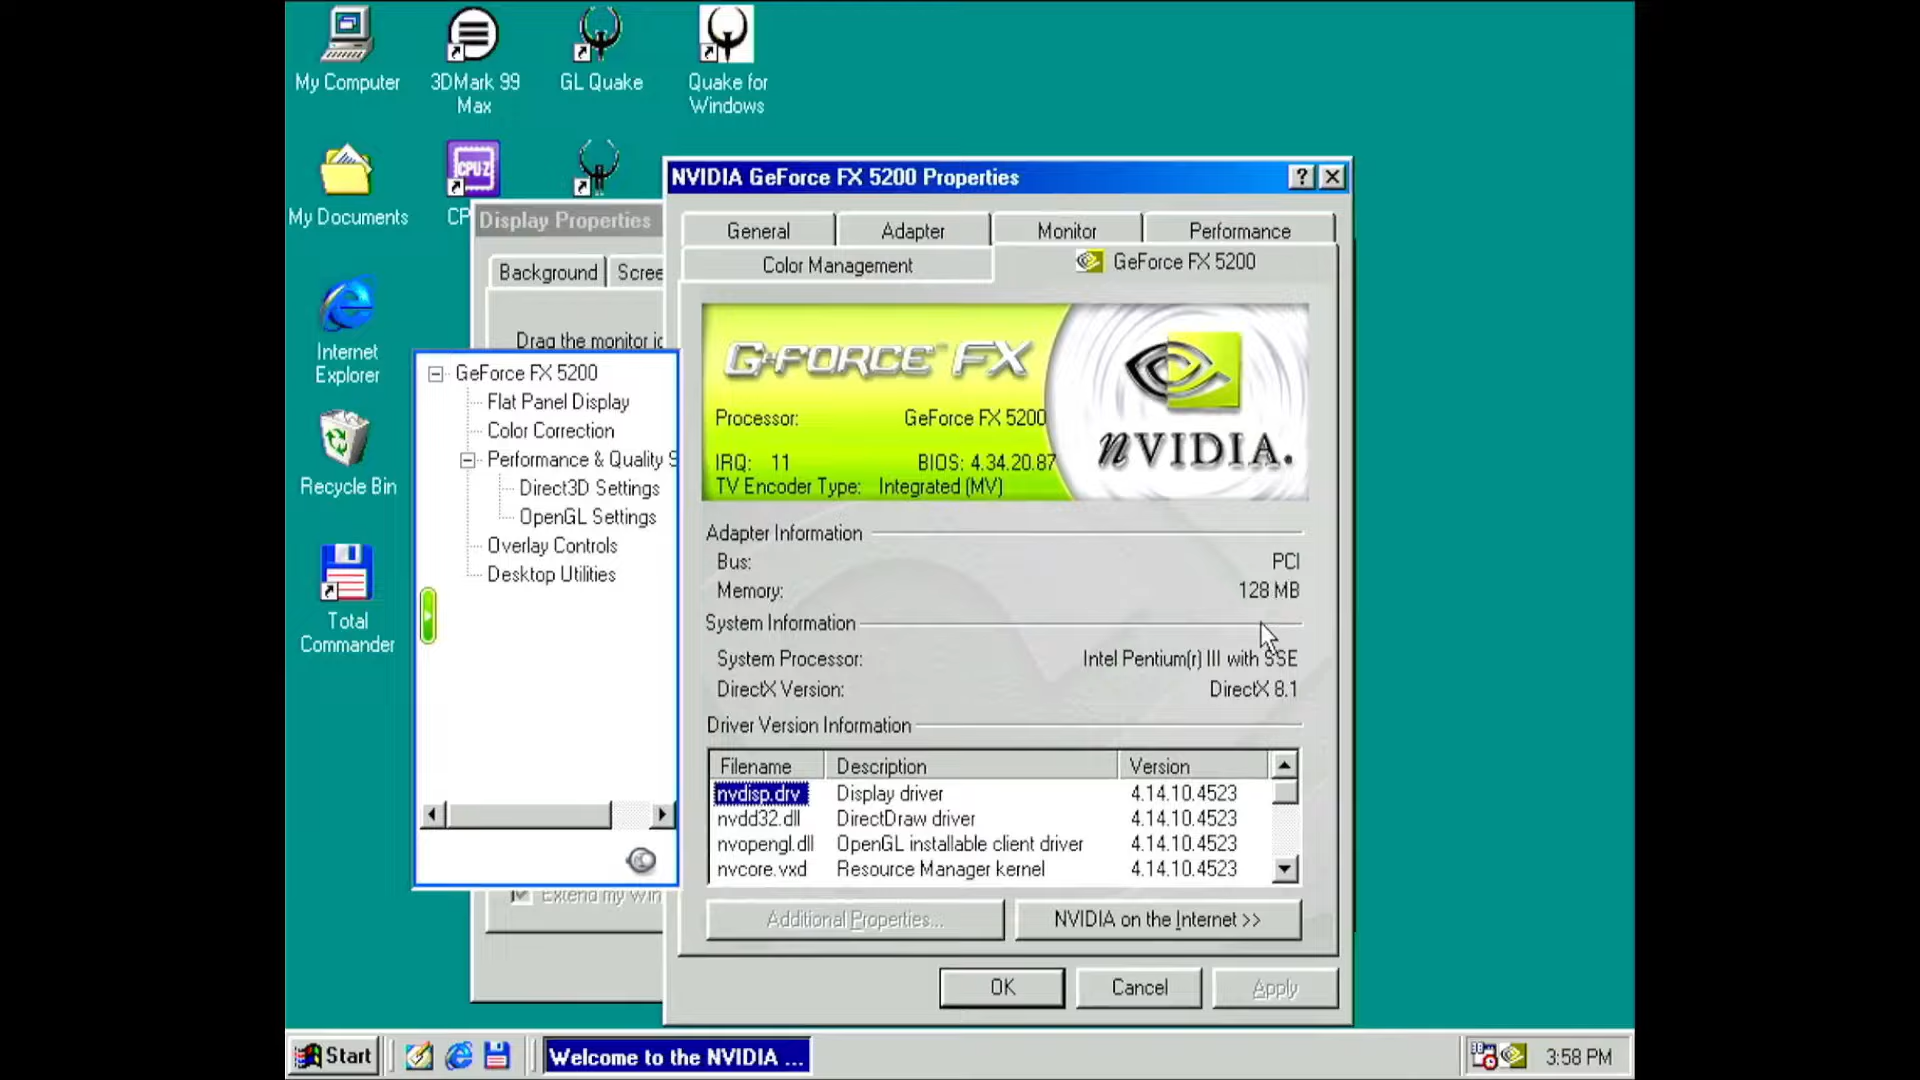 My Computer
3DMark 99
Max
GL Quake
Quake for
Windows
My Documents
CPU-Z
CP
Internet
Explorer
Recycle Bin
Total
Commander
Display Properties
Background
Scree
Drag the monitor ic
Extend my Win
GeForce FX 5200
Flat Panel Display
Color Correction
Performance & Quality S
Direct3D Settings
OpenGL Settings
Overlay Controls
Desktop Utilities
NVIDIA GeForce FX 5200 Properties
General
Adapter
Monitor
Performance
Color Management
GeForce FX 5200
GeFORCE™ FX
nVIDIA.
Processor: GeForce FX 5200
IRQ: 11 BIOS: 4.34.20.87
TV Encoder Type: Integrated (MV)
Adapter Information
Bus: PCI
Memory: 128 MB
System Information
System Processor: Intel Pentium(r) III with SSE
DirectX Version: DirectX 8.1
Driver Version Information
Filename Description Version
nvdisp.drv Display driver 4.14.10.4523
nvdd32.dll DirectDraw driver 4.14.10.4523
nvopengl.dll OpenGL installable client driver 4.14.10.4523
nvcore.vxd Resource Manager kernel 4.14.10.4523
Additional Properties...
NVIDIA on the Internet >>
OK
Cancel
Apply
Start
Welcome to the NVIDIA ...
3:58 PM